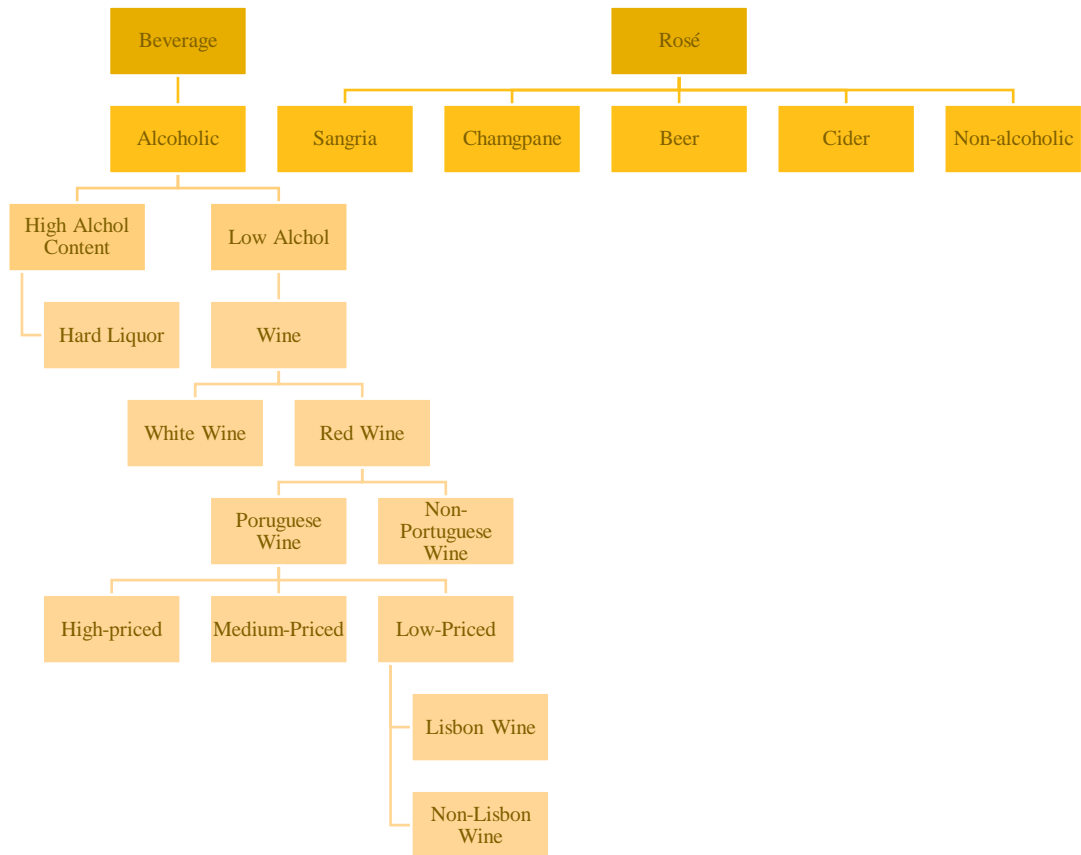 Beverage
Rosé
Alcoholic
Sangria
Chamgpane
Beer
Cider
Non-alcoholic
High Alchol
Content
Low Alchol
Hard Liquor
Wine
White Wine
Red Wine
Poruguese
Wine
Non-
Portuguese
Wine
High-priced
Medium-Priced
Low-Priced
Lisbon Wine
Non-Lisbon
Wine